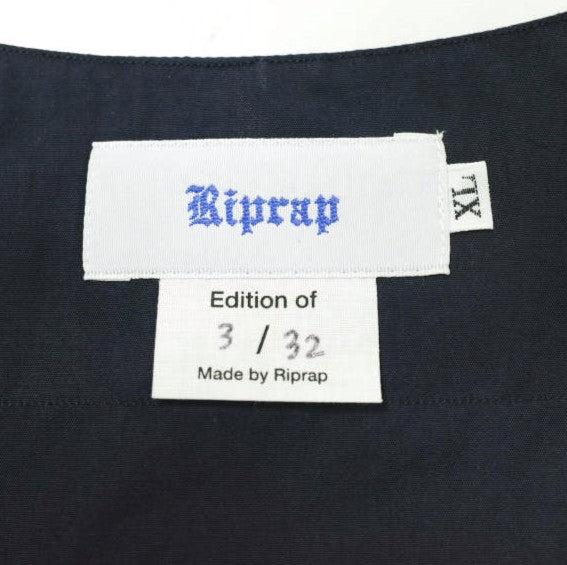 Riprap
XL
Edition of
3 / 32
Made by Riprap